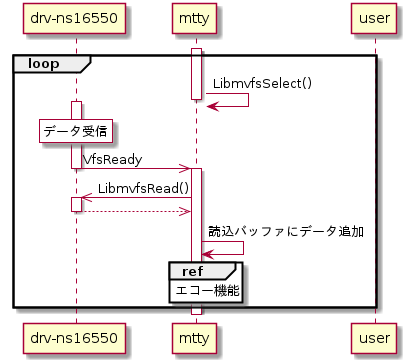 drv-ns16550
mtty
user
loop
LibmvfsSelect()
データ受信
VfsReady
LibmvfsRead()
読込バッファにデータ追加
ref
エコー機能
drv-ns16550
mtty
user